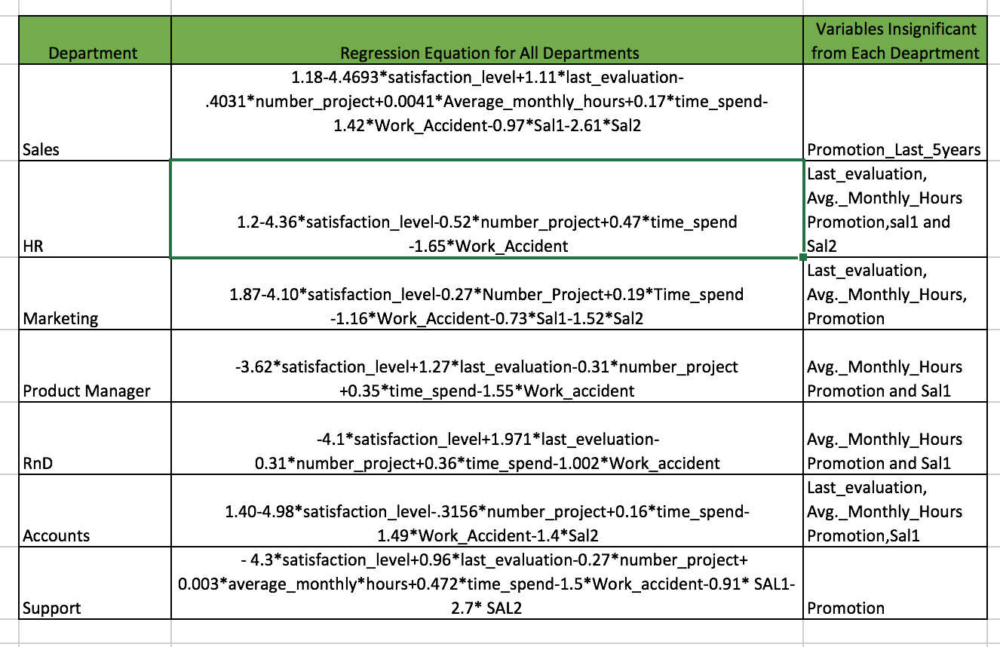 Department
Regression Equation for All Departments
Variables Insignificant
from Each Deaprtment
Sales
1.18-4.4693*satisfaction_level+1.11*last_evaluation-
.4031*number_project+0.0041*Average_monthly_hours+0.17*time_spend-
1.42*Work_Accident-0.97*Sal1-2.61*Sal2
Promotion_Last_5years
HR
1.2-4.36*satisfaction_level-0.52*number_project+0.47*time_spend
-1.65*Work_Accident
Last_evaluation,
Avg._Monthly_Hours
Promotion,sal1 and
Sal2
Marketing
1.87-4.10*satisfaction_level-0.27*Number_Project+0.19*Time_spend
-1.16*Work_Accident-0.73*Sal1-1.52*Sal2
Last_evaluation,
Avg._Monthly_Hours,
Promotion
Product Manager
-3.62*satisfaction_level+1.27*last_evaluation-0.31*number_project
+0.35*time_spend-1.55*Work_accident
Avg._Monthly_Hours
Promotion and Sal1
RnD
-4.1*satisfaction_level+1.971*last_eveluation-
0.31*number_project+0.36*time_spend-1.002*Work_accident
Avg._Monthly_Hours
Promotion and Sal1
Accounts
1.40-4.98*satisfaction_level-.3156*number_project+0.16*time_spend-
1.49*Work_Accident-1.4*Sal2
Last_evaluation,
Avg._Monthly_Hours
Promotion,Sal1
Support
- 4.3*satisfaction_level+0.96*last_evaluation-0.27*number_project+
0.003*average_monthly*hours+0.472*time_spend-1.5*Work_accident-0.91* SAL1-
2.7* SAL2
Promotion